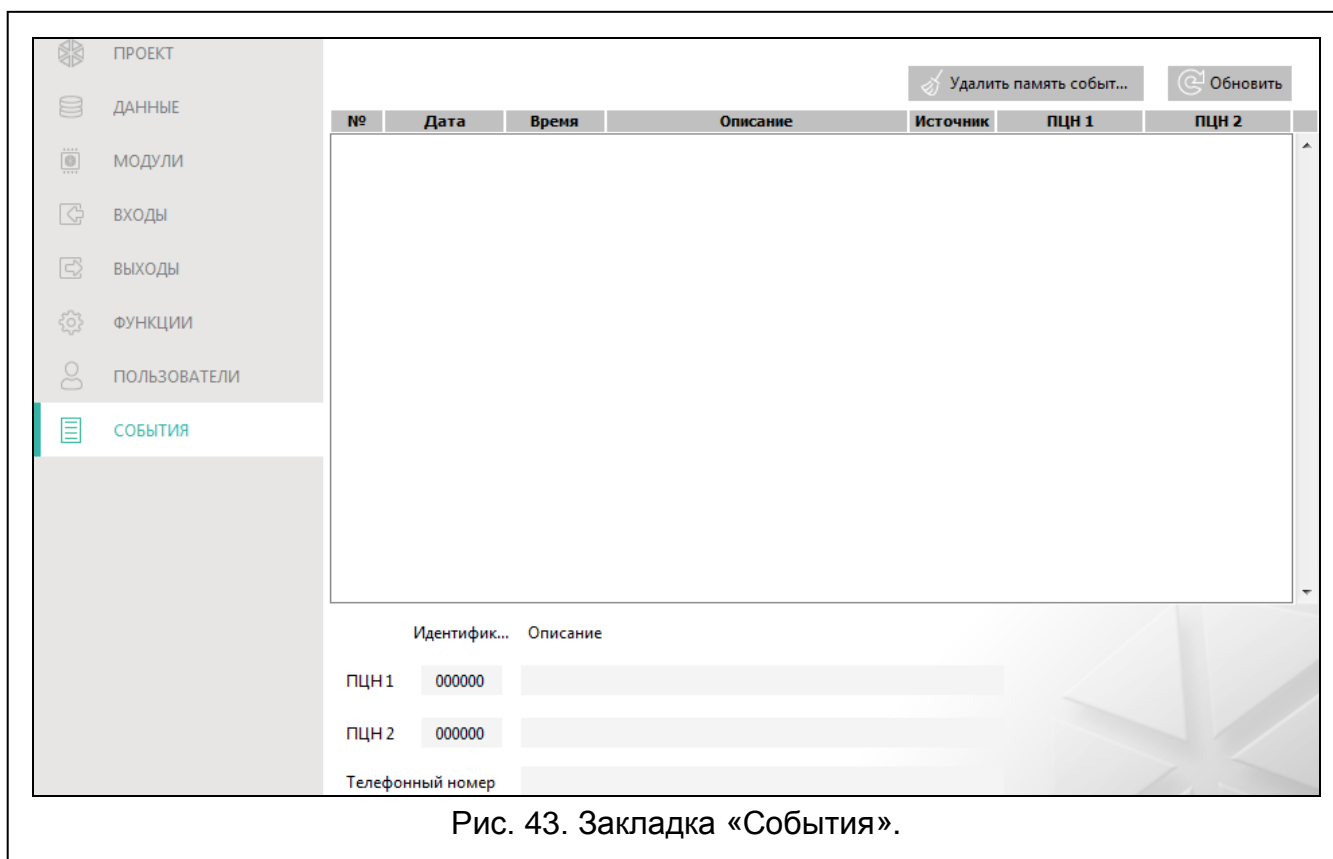 ПРОЕКТ
ДАННЫЕ
МОДУЛИ
ВХОДЫ
ВЫХОДЫ
ФУНКЦИИ
ПОЛЬЗОВАТЕЛИ
СОБЫТИЯ
Удалить память событ... Обновить
№ Дата Время Описание Источник ПЦН 1 ПЦН 2
Идентифик... Описание
ПЦН 1 000000
ПЦН 2 000000
Телефонный номер
Рис. 43. Закладка «События».